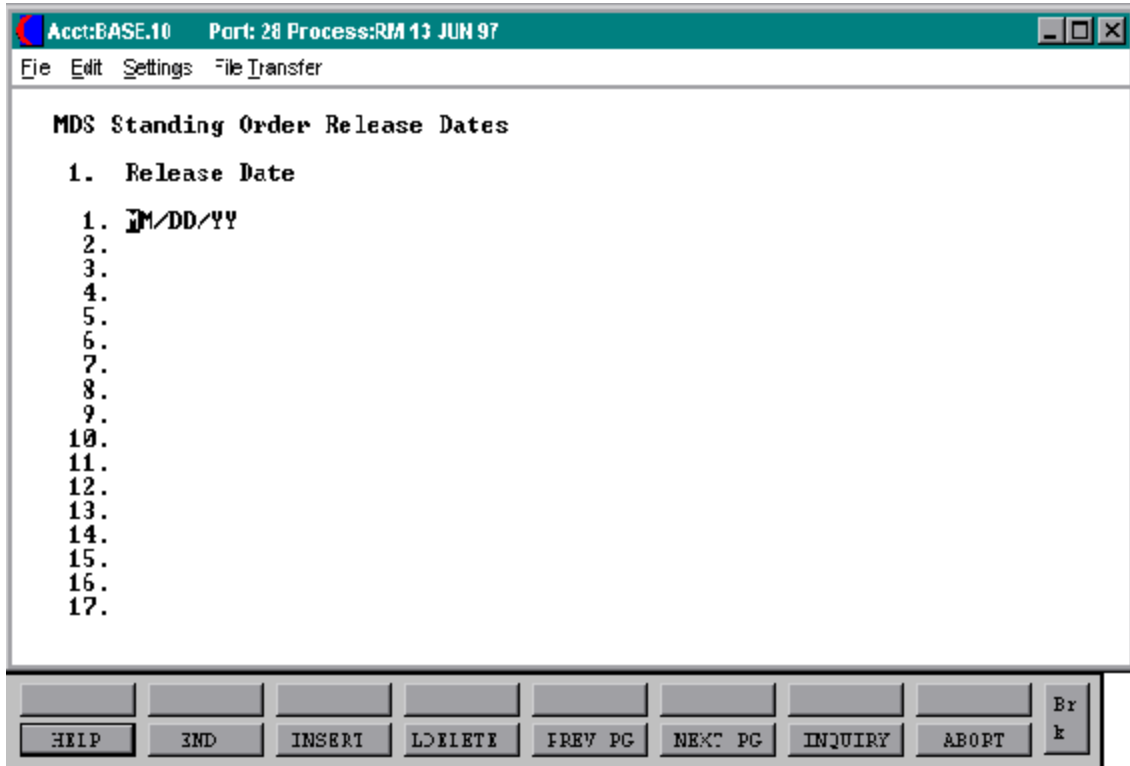 Acct:BASE.10 Port: 28 Process:RM 13 JUN 97
File Edit Settings File Transfer
MDS Standing Order Release Dates
1. Release Date
1. MM/DD/YY
2.
3.
4.
5.
6.
7.
8.
9.
10.
11.
12.
13.
14.
15.
16.
17.
HELP END INSERT LDELETE PREV PG NEXT PG INQUIRY ABORT Br
k